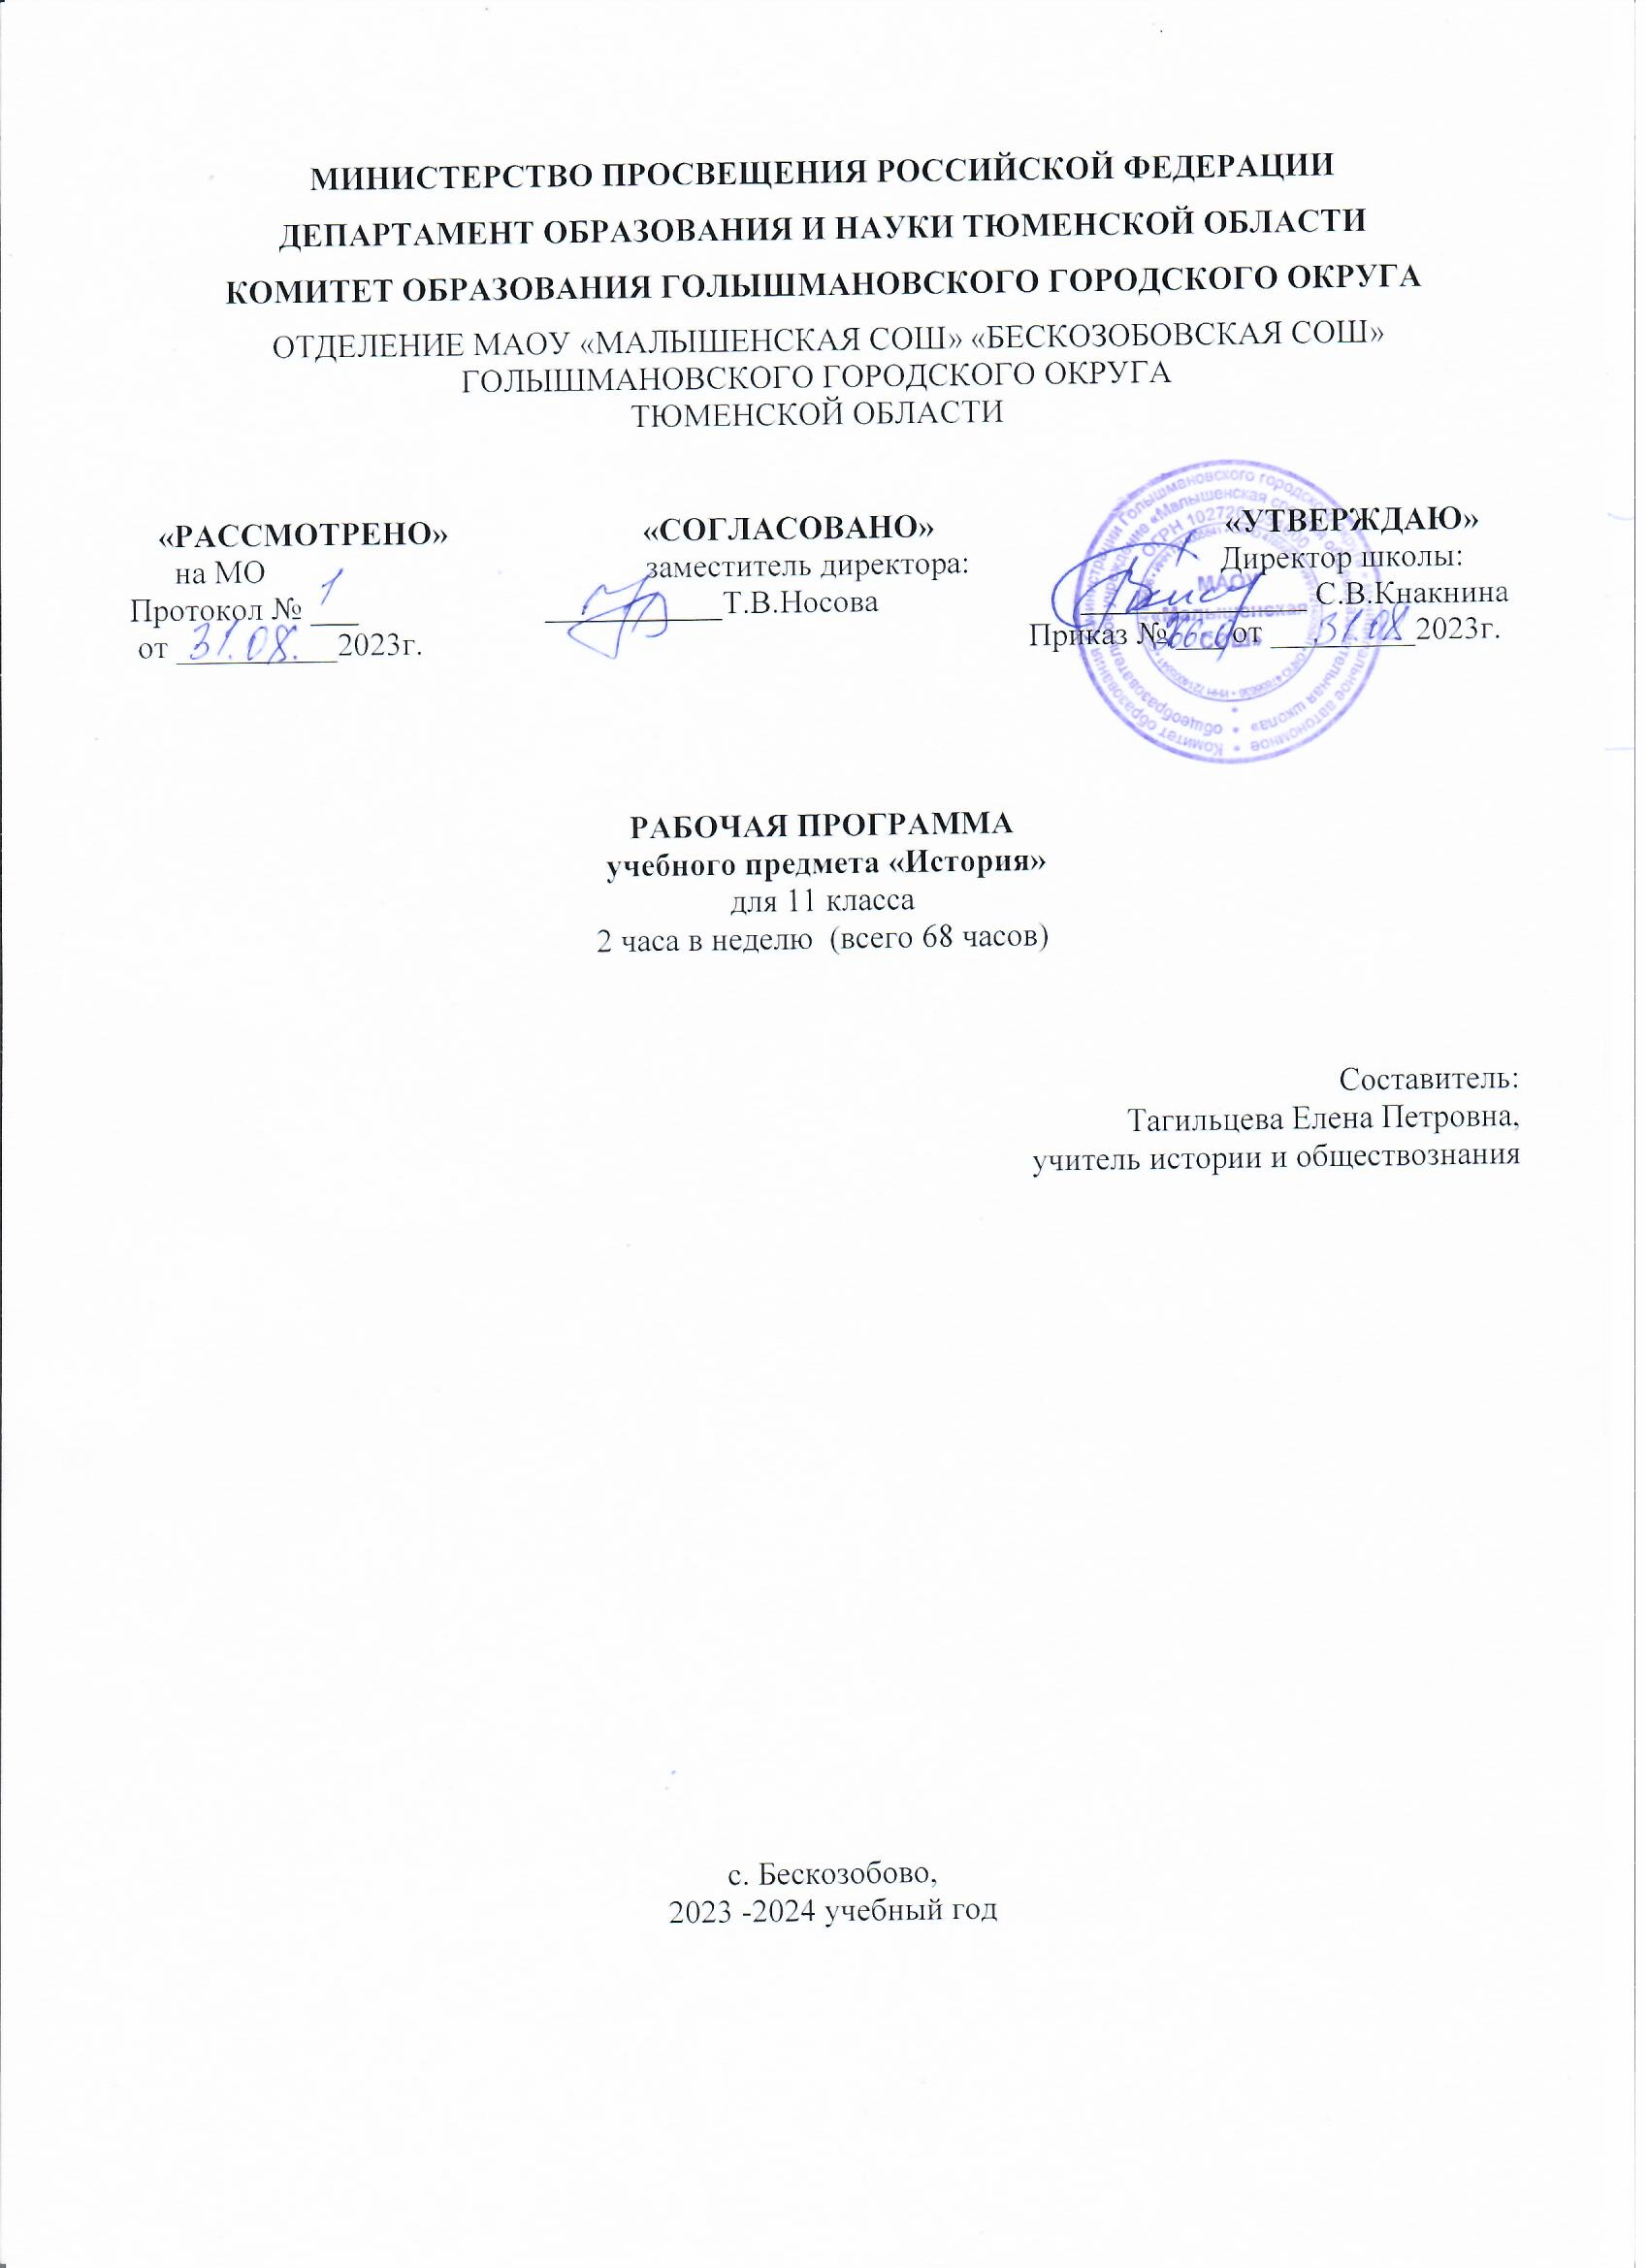 МИНИСТЕРСТВО ПРОСВЕЩЕНИЯ РОССИЙСКОЙ ФЕДЕРАЦИИ
ДЕПАРТАМЕНТ ОБРАЗОВАНИЯ И НАУКИ ТЮМЕНСКОЙ ОБЛАСТИ
КОМИТЕТ ОБРАЗОВАНИЯ ГОЛЫШМАНОВСКОГО ГОРОДСКОГО ОКРУГА
ОТДЕЛЕНИЕ МАОУ «МАЛЫШЕНСКАЯ СОШ» «БЕСКОЗОБОВСКАЯ СОШ»
ГОЛЫШМАНОВСКОГО ГОРОДСКОГО ОКРУГА
ТЮМЕНСКОЙ ОБЛАСТИ
«РАССМОТРЕНО»
на МО
Протокол № 1
от 31.08. 2023г.
«СОГЛАСОВАНО»
заместитель директора:
Т.В.Носова
«УТВЕРЖДАЮ»
Директор школы:
С.В.Кнакнина
Приказ № от 31.08 2023г.
МАОУ
«Малышенская
СОШ»
РАБОЧАЯ ПРОГРАММА
учебного предмета «История»
для 11 класса
2 часа в неделю (всего 68 часов)
Составитель:
Тагильцева Елена Петровна,
учитель истории и обществознания
с. Бескозобово,
2023 -2024 учебный год